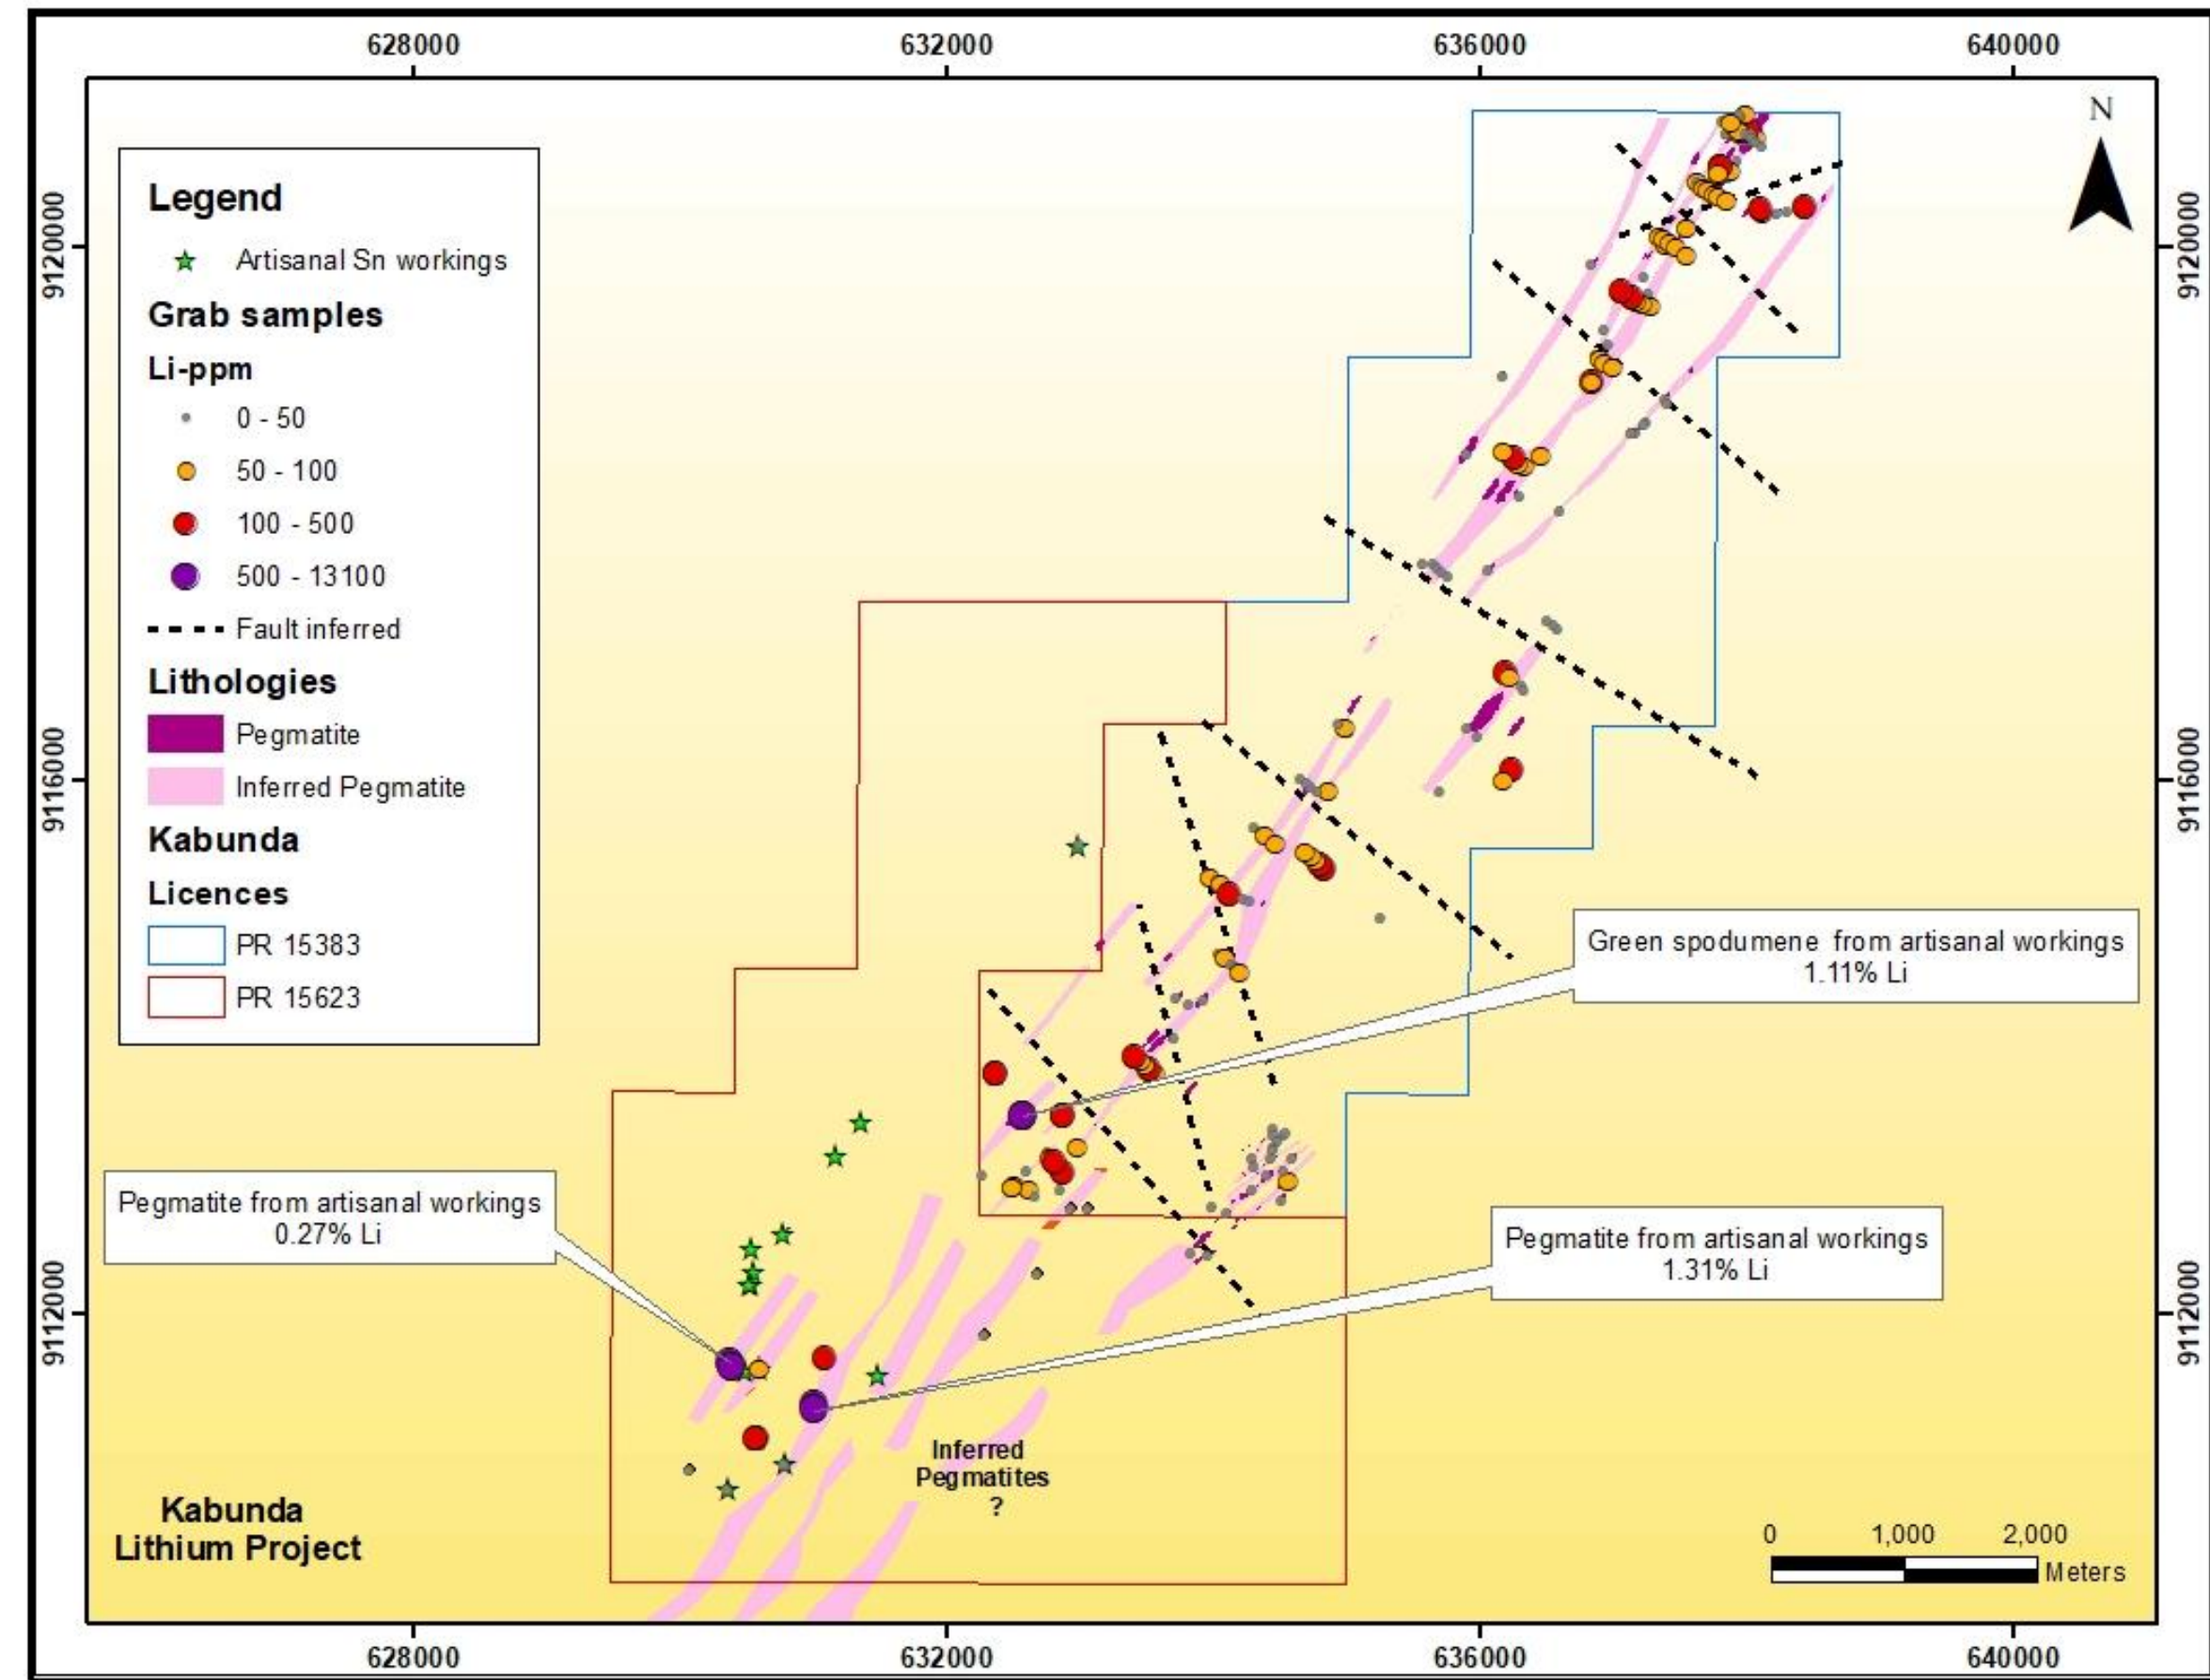 628000 632000 636000 640000
N
9120000 9120000
Legend
Artisanal Sn workings
Grab samples
Li-ppm
0 - 50
50 - 100
100 - 500
500 - 13100
Fault inferred
Lithologies
Pegmatite
Inferred Pegmatite
Kabunda
Licences
PR 15383
PR 15623
9116000 9116000
Green spodumene from artisanal workings
1.11% Li
Pegmatite from artisanal workings
0.27% Li
Pegmatite from artisanal workings
1.31% Li
9112000 9112000
Inferred
Pegmatites
?
Kabunda
Lithium Project
0 1,000 2,000
Meters
628000 632000 636000 640000